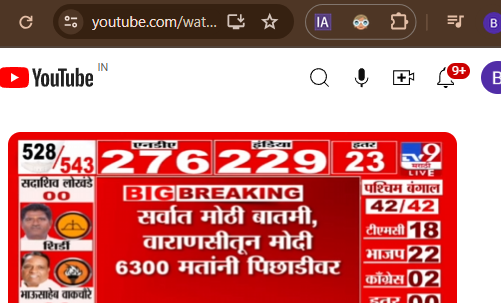 youtube.com/wat...
IA
B
YouTube IN
9+
B
528/543
एनडीए
276
इंडिया
229
इतर
23
TV9
मराठी
LIVE
सदाशिव लोखंडे
00
शिर्डी
भाऊसाहेब वाकचौरे
BIG BREAKING
सर्वात मोठी बातमी,
वाराणसीतून मोदी
6300 मतांनी पिछाडीवर
पश्चिम बंगाल
42/42
टीएमसी 18
भाजप 22
काँग्रेस 02
इतर 00